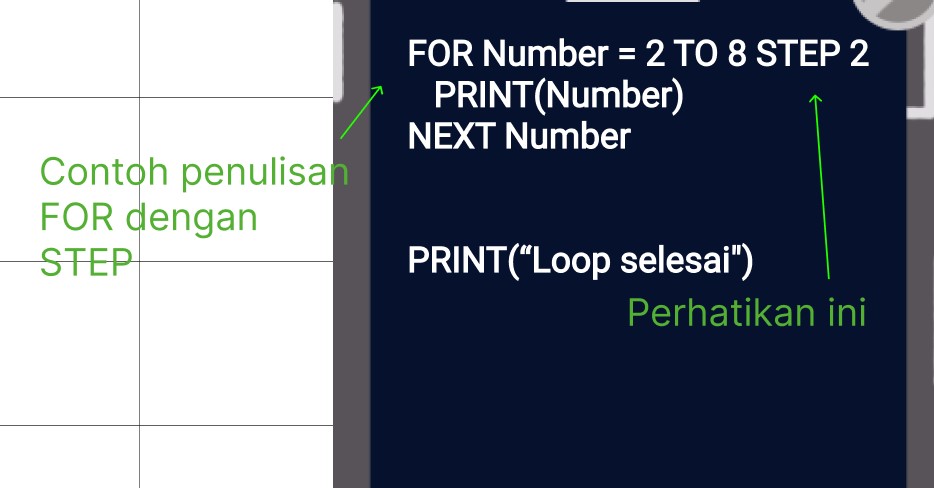 FOR Number = 2 TO 8 STEP 2
PRINT(Number)
NEXT Number
Contoh penulisan
FOR dengan
STEP
PRINT(“Loop selesai")
Perhatikan ini